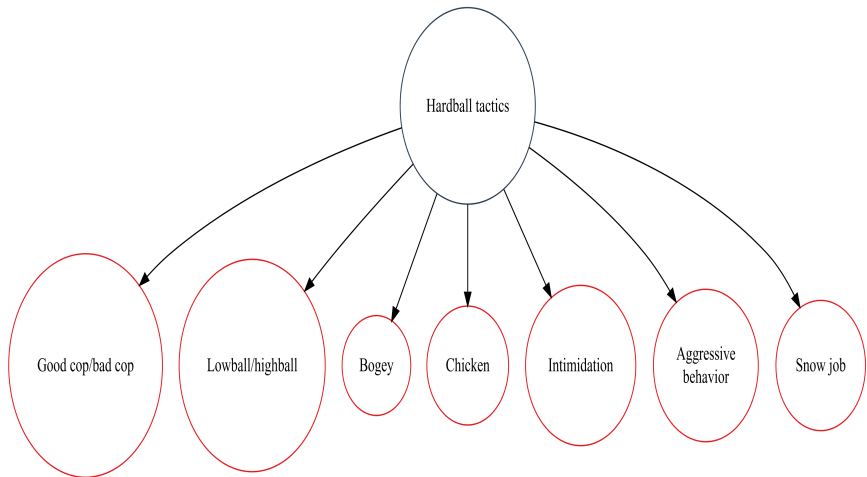 Hardball tactics
Good cop/bad cop
Lowball/highball
Bogey
Chicken
Intimidation
Aggressive
behavior
Snow job